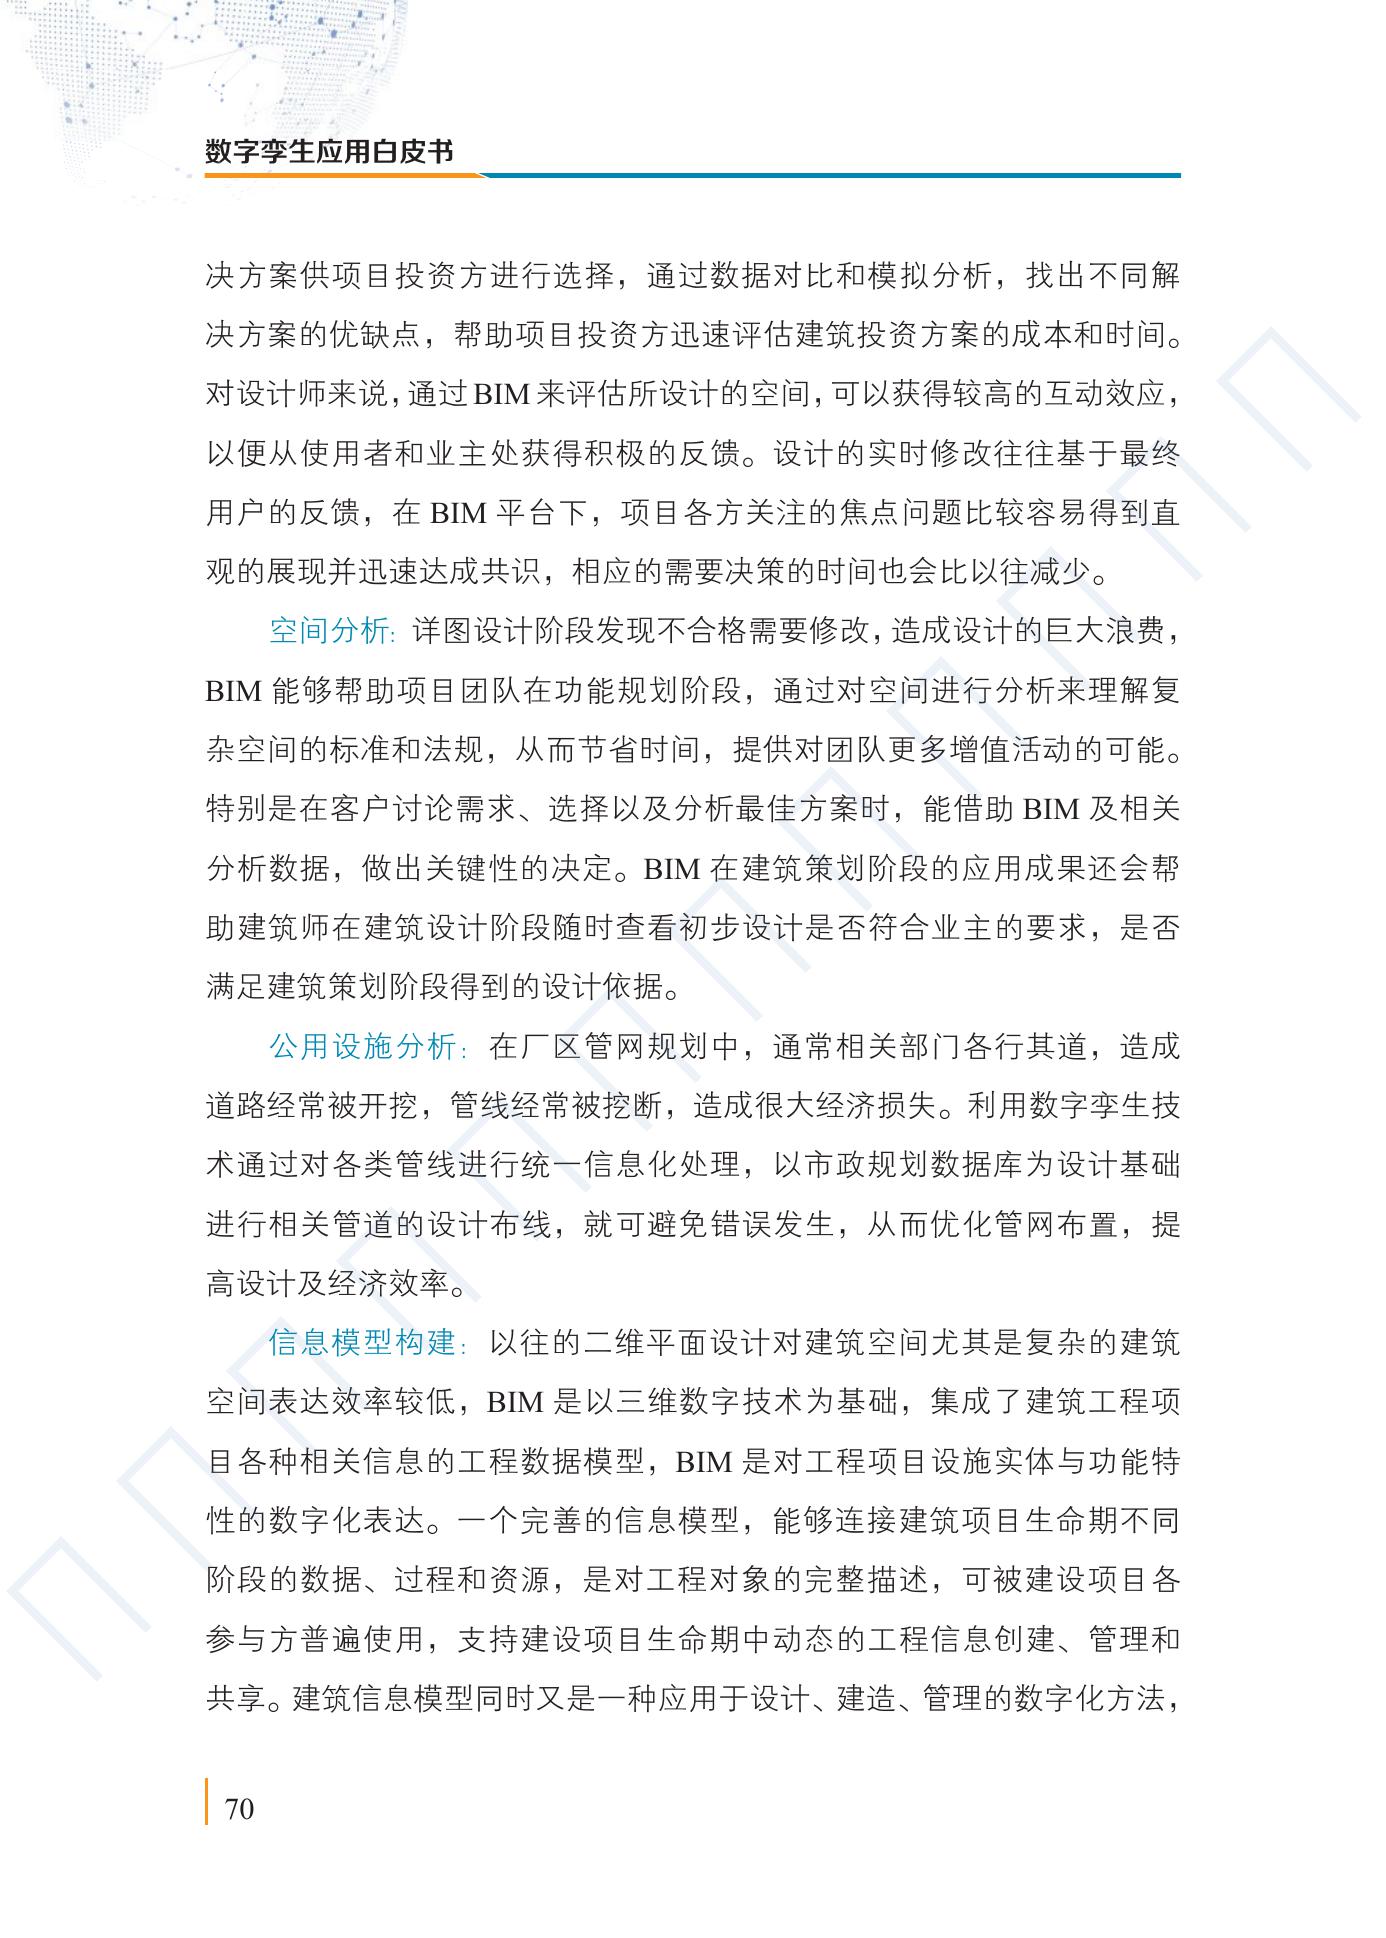 数字孪生应用白皮书
决方案供项目投资方进行选择，通过数据对比和模拟分析，找出不同解
决方案的优缺点，帮助项目投资方迅速评估建筑投资方案的成本和时间。
对设计师来说，通过BIM来评估所设计的空间，可以获得较高的互动效应，
以便从使用者和业主处获得积极的反馈。设计的实时修改往往基于最终
用户的反馈，在 BIM 平台下，项目各方关注的焦点问题比较容易得到直
观的展现并迅速达成共识，相应的需要决策的时间也会比以往减少。
空间分析：详图设计阶段发现不合格需要修改，造成设计的巨大浪费，
BIM 能够帮助项目团队在功能规划阶段，通过对空间进行分析来理解复
杂空间的标准和法规，从而节省时间，提供对团队更多增值活动的可能。
特别是在客户讨论需求、选择以及分析最佳方案时，能借助 BIM 及相关
分析数据，做出关键性的决定。BIM 在建筑策划阶段的应用成果还会帮
助建筑师在建筑设计阶段随时查看初步设计是否符合业主的要求，是否
满足建筑策划阶段得到的设计依据。
公用设施分析：在厂区管网规划中，通常相关部门各行其道，造成
道路经常被开挖，管线经常被挖断，造成很大经济损失。利用数字孪生技
术通过对各类管线进行统一信息化处理，以市政规划数据库为设计基础
进行相关管道的设计布线，就可避免错误发生，从而优化管网布置，提
高设计及经济效率。
信息模型构建：以往的二维平面设计对建筑空间尤其是复杂的建筑
空间表达效率较低，BIM 是以三维数字技术为基础，集成了建筑工程项
目各种相关信息的工程数据模型，BIM 是对工程项目设施实体与功能特
性的数字化表达。一个完善的信息模型，能够连接建筑项目生命期不同
阶段的数据、过程和资源，是对工程对象的完整描述，可被建设项目各
参与方普遍使用，支持建设项目生命期中动态的工程信息创建、管理和
共享。建筑信息模型同时又是一种应用于设计、建造、管理的数字化方法，
70